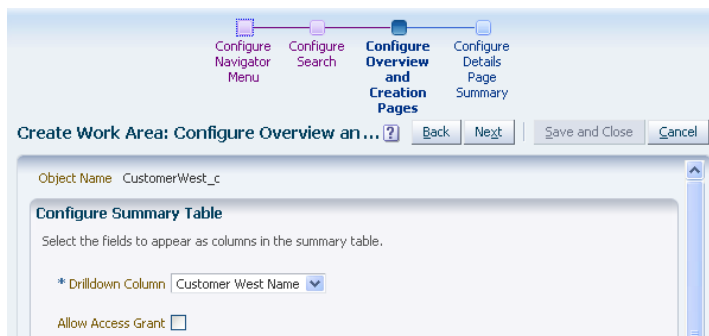 Configure Navigator Menu
Configure Search
Configure Overview and Creation Pages
Configure Details Page Summary
Create Work Area: Configure Overview an... ? Back Next Save and Close Cancel
Object Name CustomerWest_c
Configure Summary Table
Select the fields to appear as columns in the summary table.
* Drilldown Column Customer West Name
Allow Access Grant